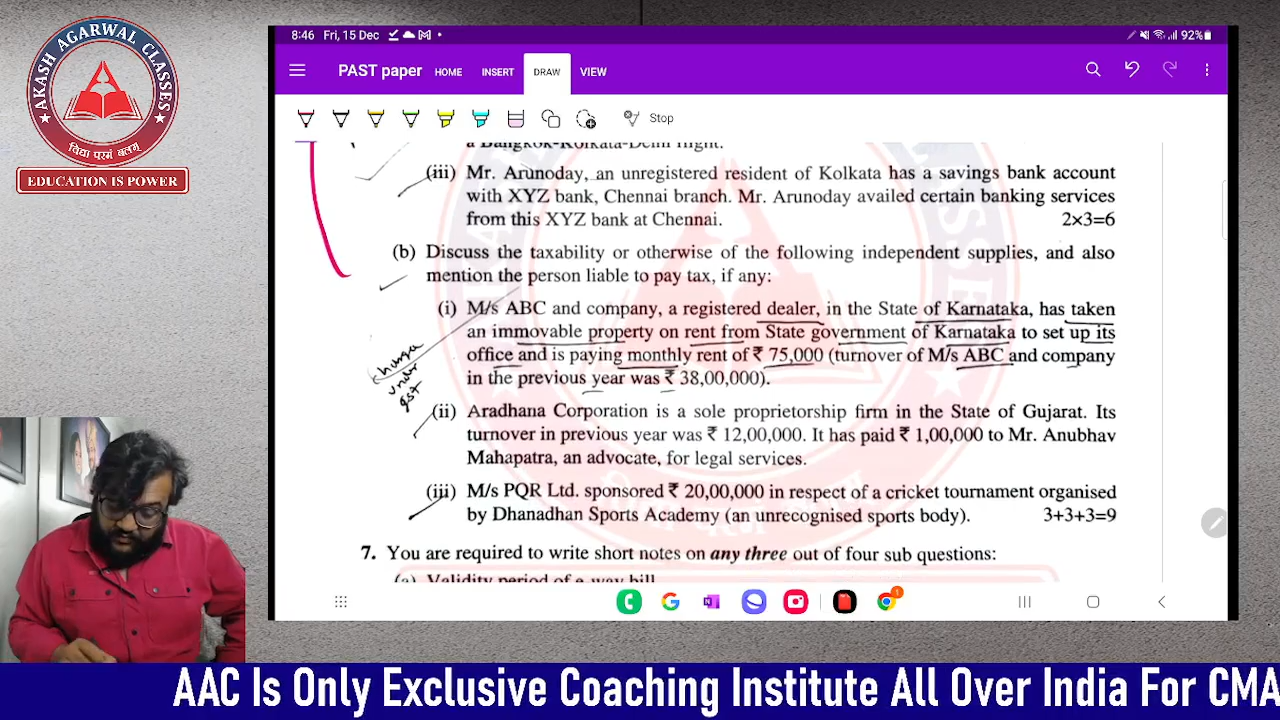 AKASH AGARWAL CLASSES
विद्या परमं बलम्
EDUCATION IS POWER
8:46 Fri, 15 Dec
92%
PAST paper HOME INSERT DRAW VIEW
Stop
a Bangkok-Kolkata-Delhi flight.
(iii) Mr. Arunoday, an unregistered resident of Kolkata has a savings bank account
with XYZ bank, Chennai branch. Mr. Arunoday availed certain banking services
from this XYZ bank at Chennai. 2×3=6
(b) Discuss the taxability or otherwise of the following independent supplies, and also
mention the person liable to pay tax, if any:
(i) M/s ABC and company, a registered dealer, in the State of Karnataka, has taken
an immovable property on rent from State government of Karnataka to set up its
office and is paying monthly rent of ₹ 75,000 (turnover of M/s ABC and company
in the previous year was ₹ 38,00,000).
under
gst
(ii) Aradhana Corporation is a sole proprietorship firm in the State of Gujarat. Its
turnover in previous year was ₹ 12,00,000. It has paid ₹ 1,00,000 to Mr. Anubhav
Mahapatra, an advocate, for legal services.
(iii) M/s PQR Ltd. sponsored ₹ 20,00,000 in respect of a cricket tournament organised
by Dhanadhan Sports Academy (an unrecognised sports body). 3+3+3=9
7. You are required to write short notes on any three out of four sub questions:
(a) Validity period of e-way bill
1
AAC Is Only Exclusive Coaching Institute All Over India For CMA